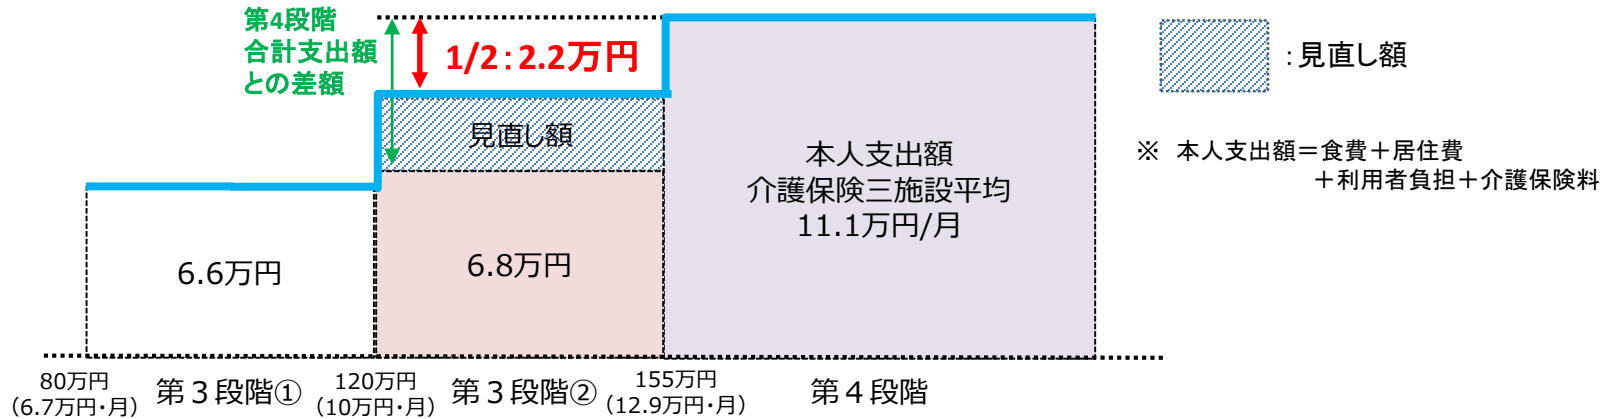 第4段階
合計支出額
との差額
1/2：2.2万円
：見直し額
見直し額
※　本人支出額＝食費＋居住費
＋利用者負担＋介護保険料
本人支出額
介護保険三施設平均
11.1万円/月
6.6万円
6.8万円
80万円
（6.7万円・月）
第３段階①
120万円
（10万円・月）
第３段階②
155万円
（12.9万円・月）
第４段階